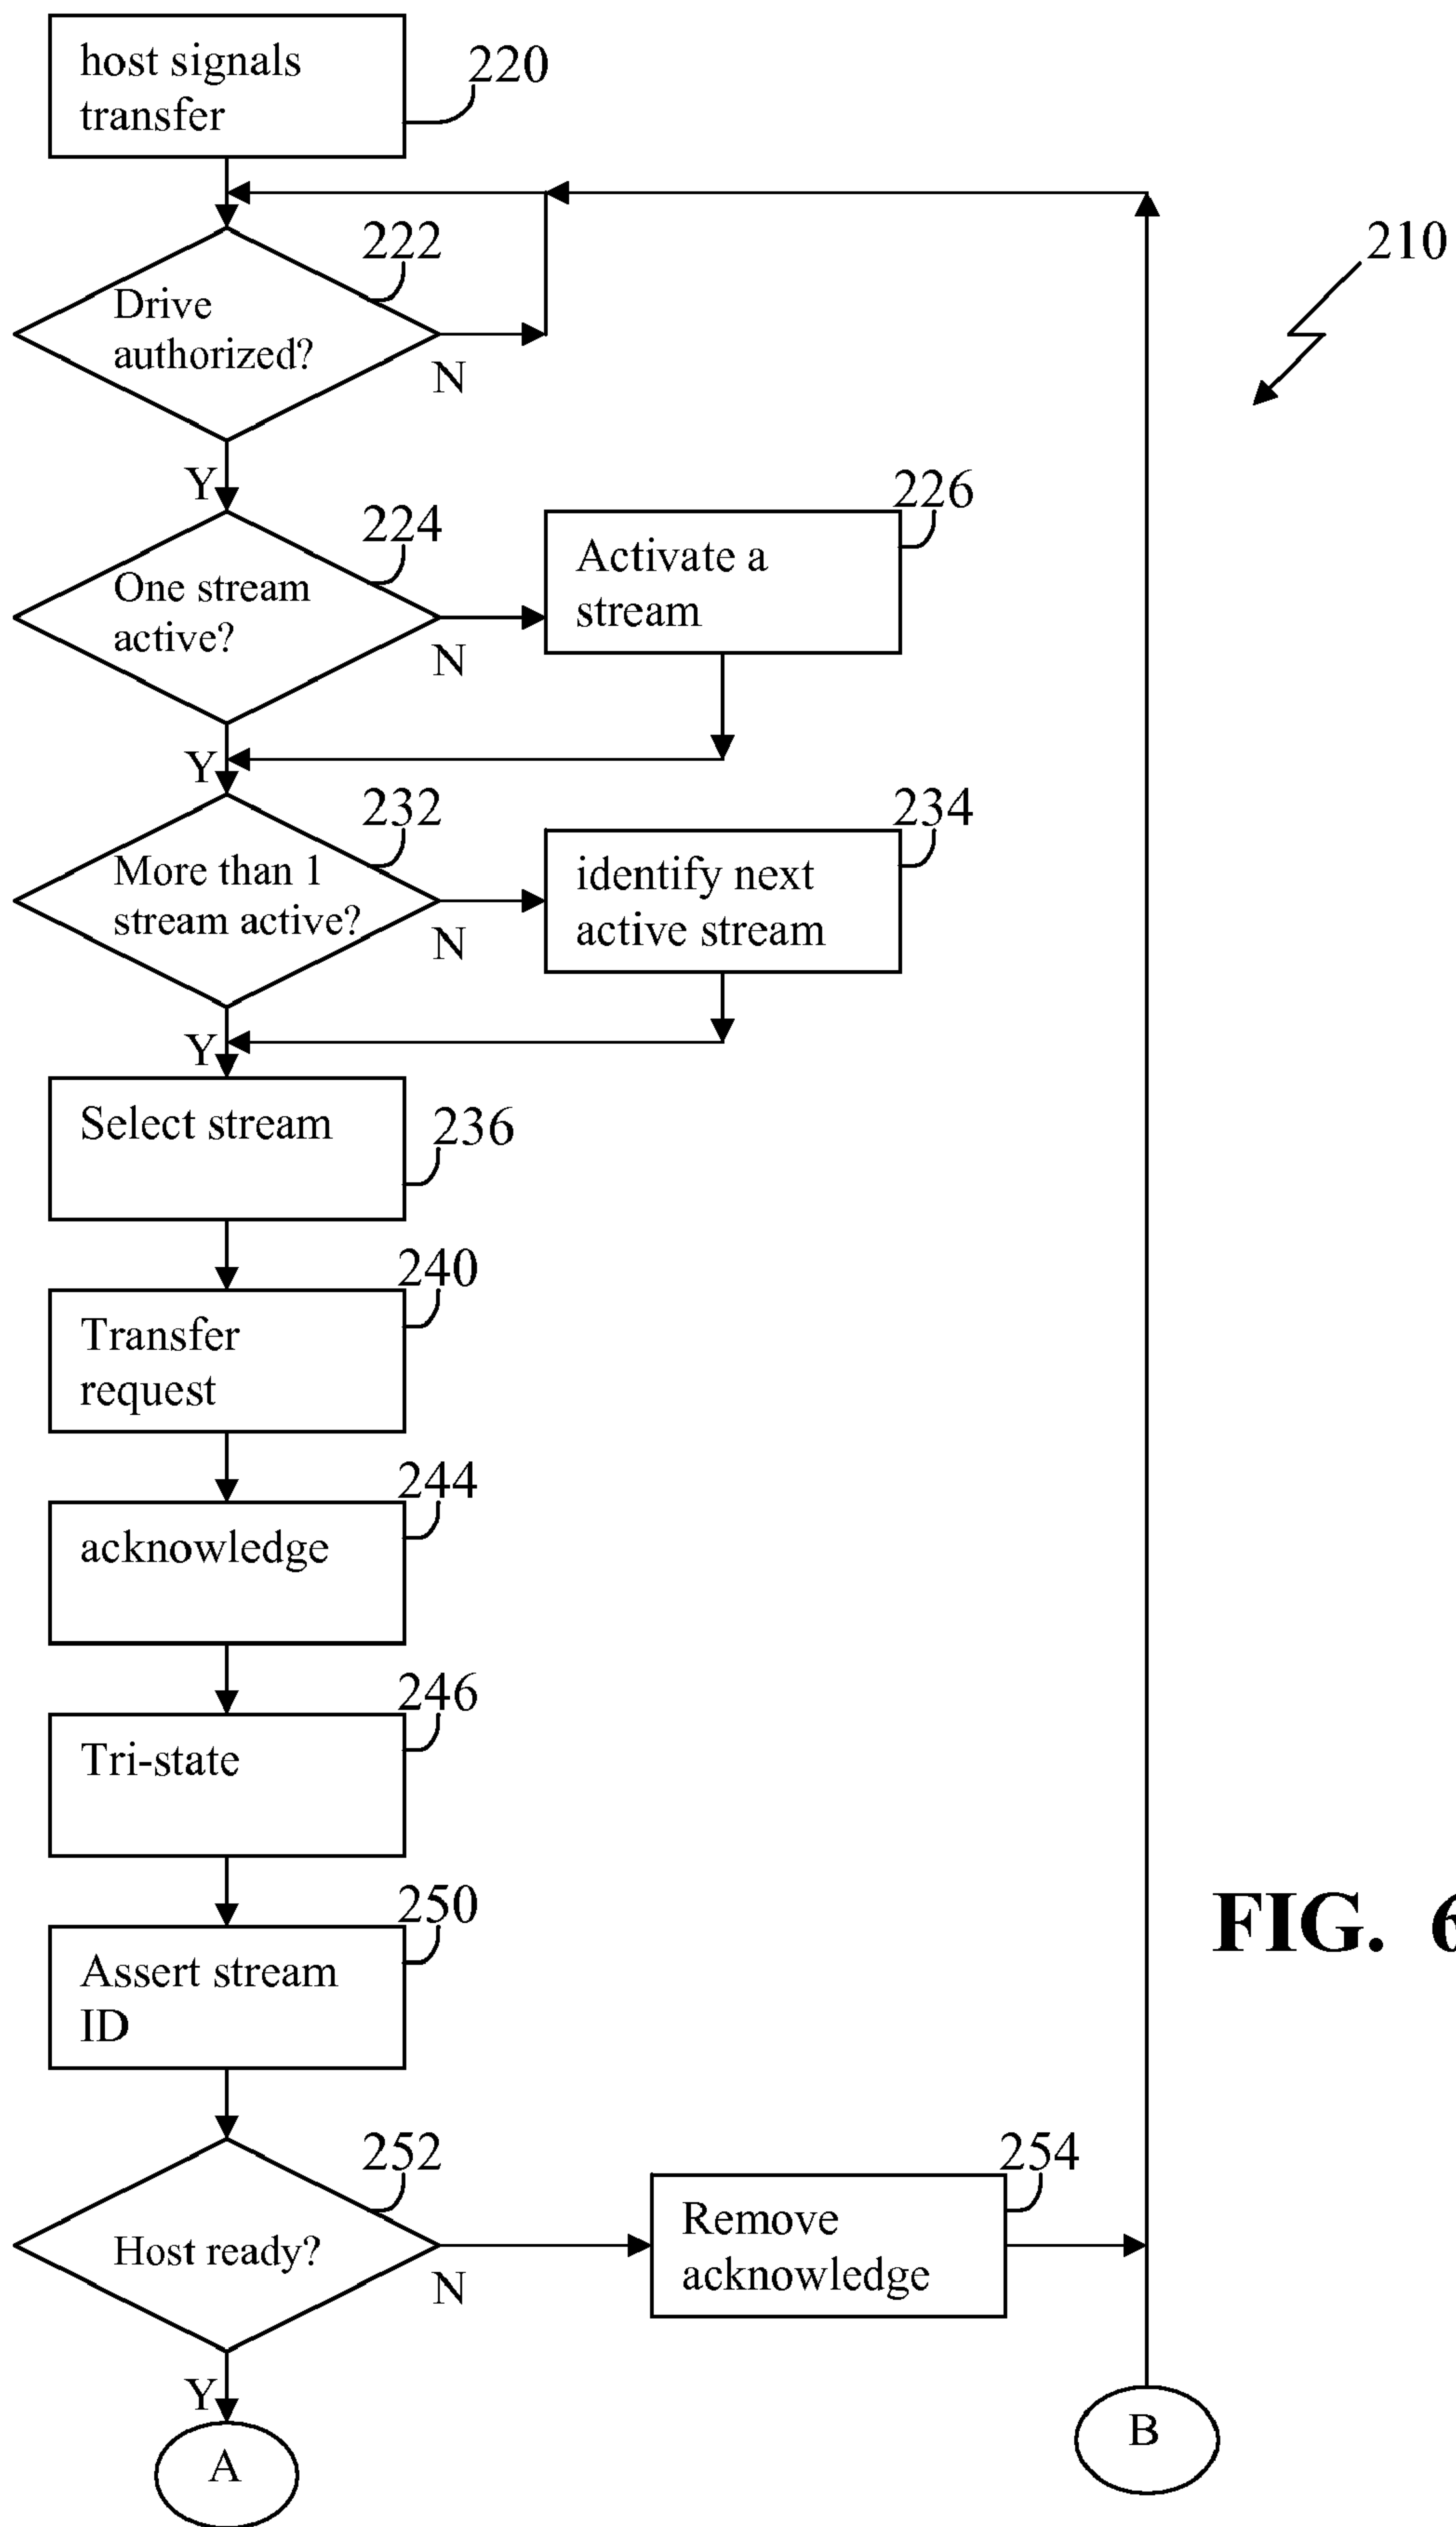 host signals
transfer
220
210
222
Drive
authorized?
N
Y
224
One stream
active?
N
226
Activate a
stream
Y
232
More than 1
stream active?
N
234
identify next
active stream
Y
Select stream
236
240
Transfer
request
244
acknowledge
246
Tri-state
250
Assert stream
ID
FIG. 6
252
Host ready?
N
254
Remove
acknowledge
Y
A
B